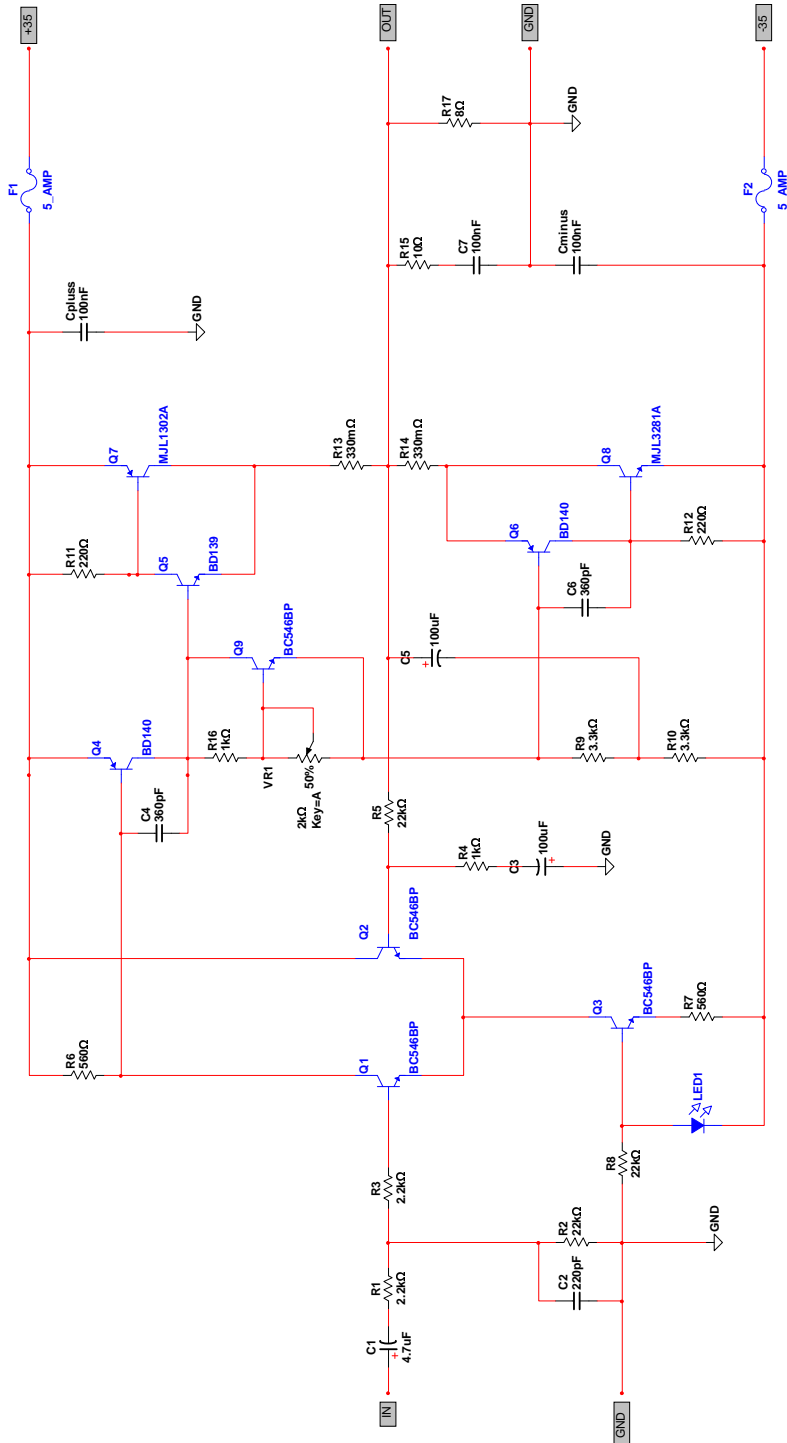 +35
OUT
GND
-35
F1
5_AMP
F2
5_AMP
R17
8Ω
GND
Cpluss
100nF
GND
R15
10Ω
C7
100nF
Cminus
100nF
Q7
MJL1302A
R13
330mΩ
R14
330mΩ
Q8
MJL3281A
R11
220Ω
Q5
BD139
Q6
BD140
R12
220Ω
C6
360pF
Q9
BC546BP
C5
+
100uF
Q4
BD140
R16
1kΩ
VR1
50%
2kΩ
Key=A
R9
3.3kΩ
R10
3.3kΩ
C4
360pF
R5
22kΩ
R4
1kΩ
C3
100uF
+
GND
Q2
BC546BP
R6
560Ω
Q1
BC546BP
Q3
BC546BP
R7
560Ω
LED1
R3
2.2kΩ
R8
22kΩ
R1
2.2kΩ
R2
22kΩ
GND
C2
220pF
C1
+
4.7uF
IN
GND